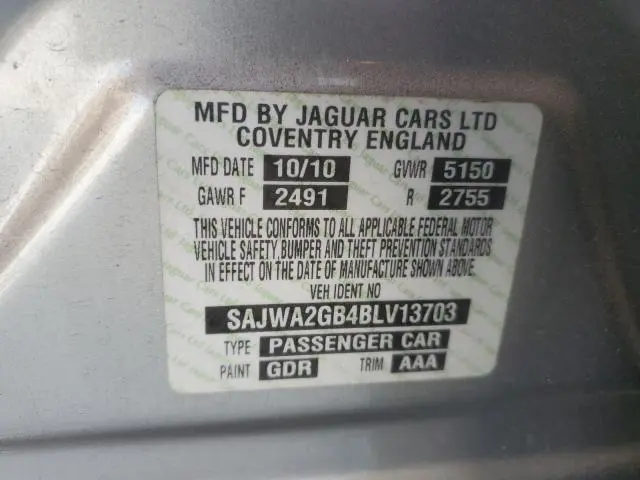 MFD BY JAGUAR CARS LTD
COVENTRY ENGLAND
MFD DATE 10/10 GVWR 5150
GAWR F 2491 R 2755
THIS VEHICLE CONFORMS TO ALL APPLICABLE FEDERAL MOTOR
VEHICLE SAFETY,BUMPER AND THEFT PREVENTION STANDARDS
IN EFFECT ON THE DATE OF MANUFACTURE SHOWN ABOVE.
VEH IDENT NO
SAJWA2GB4BLV13703
TYPE PASSENGER CAR
PAINT GDR TRIM AAA